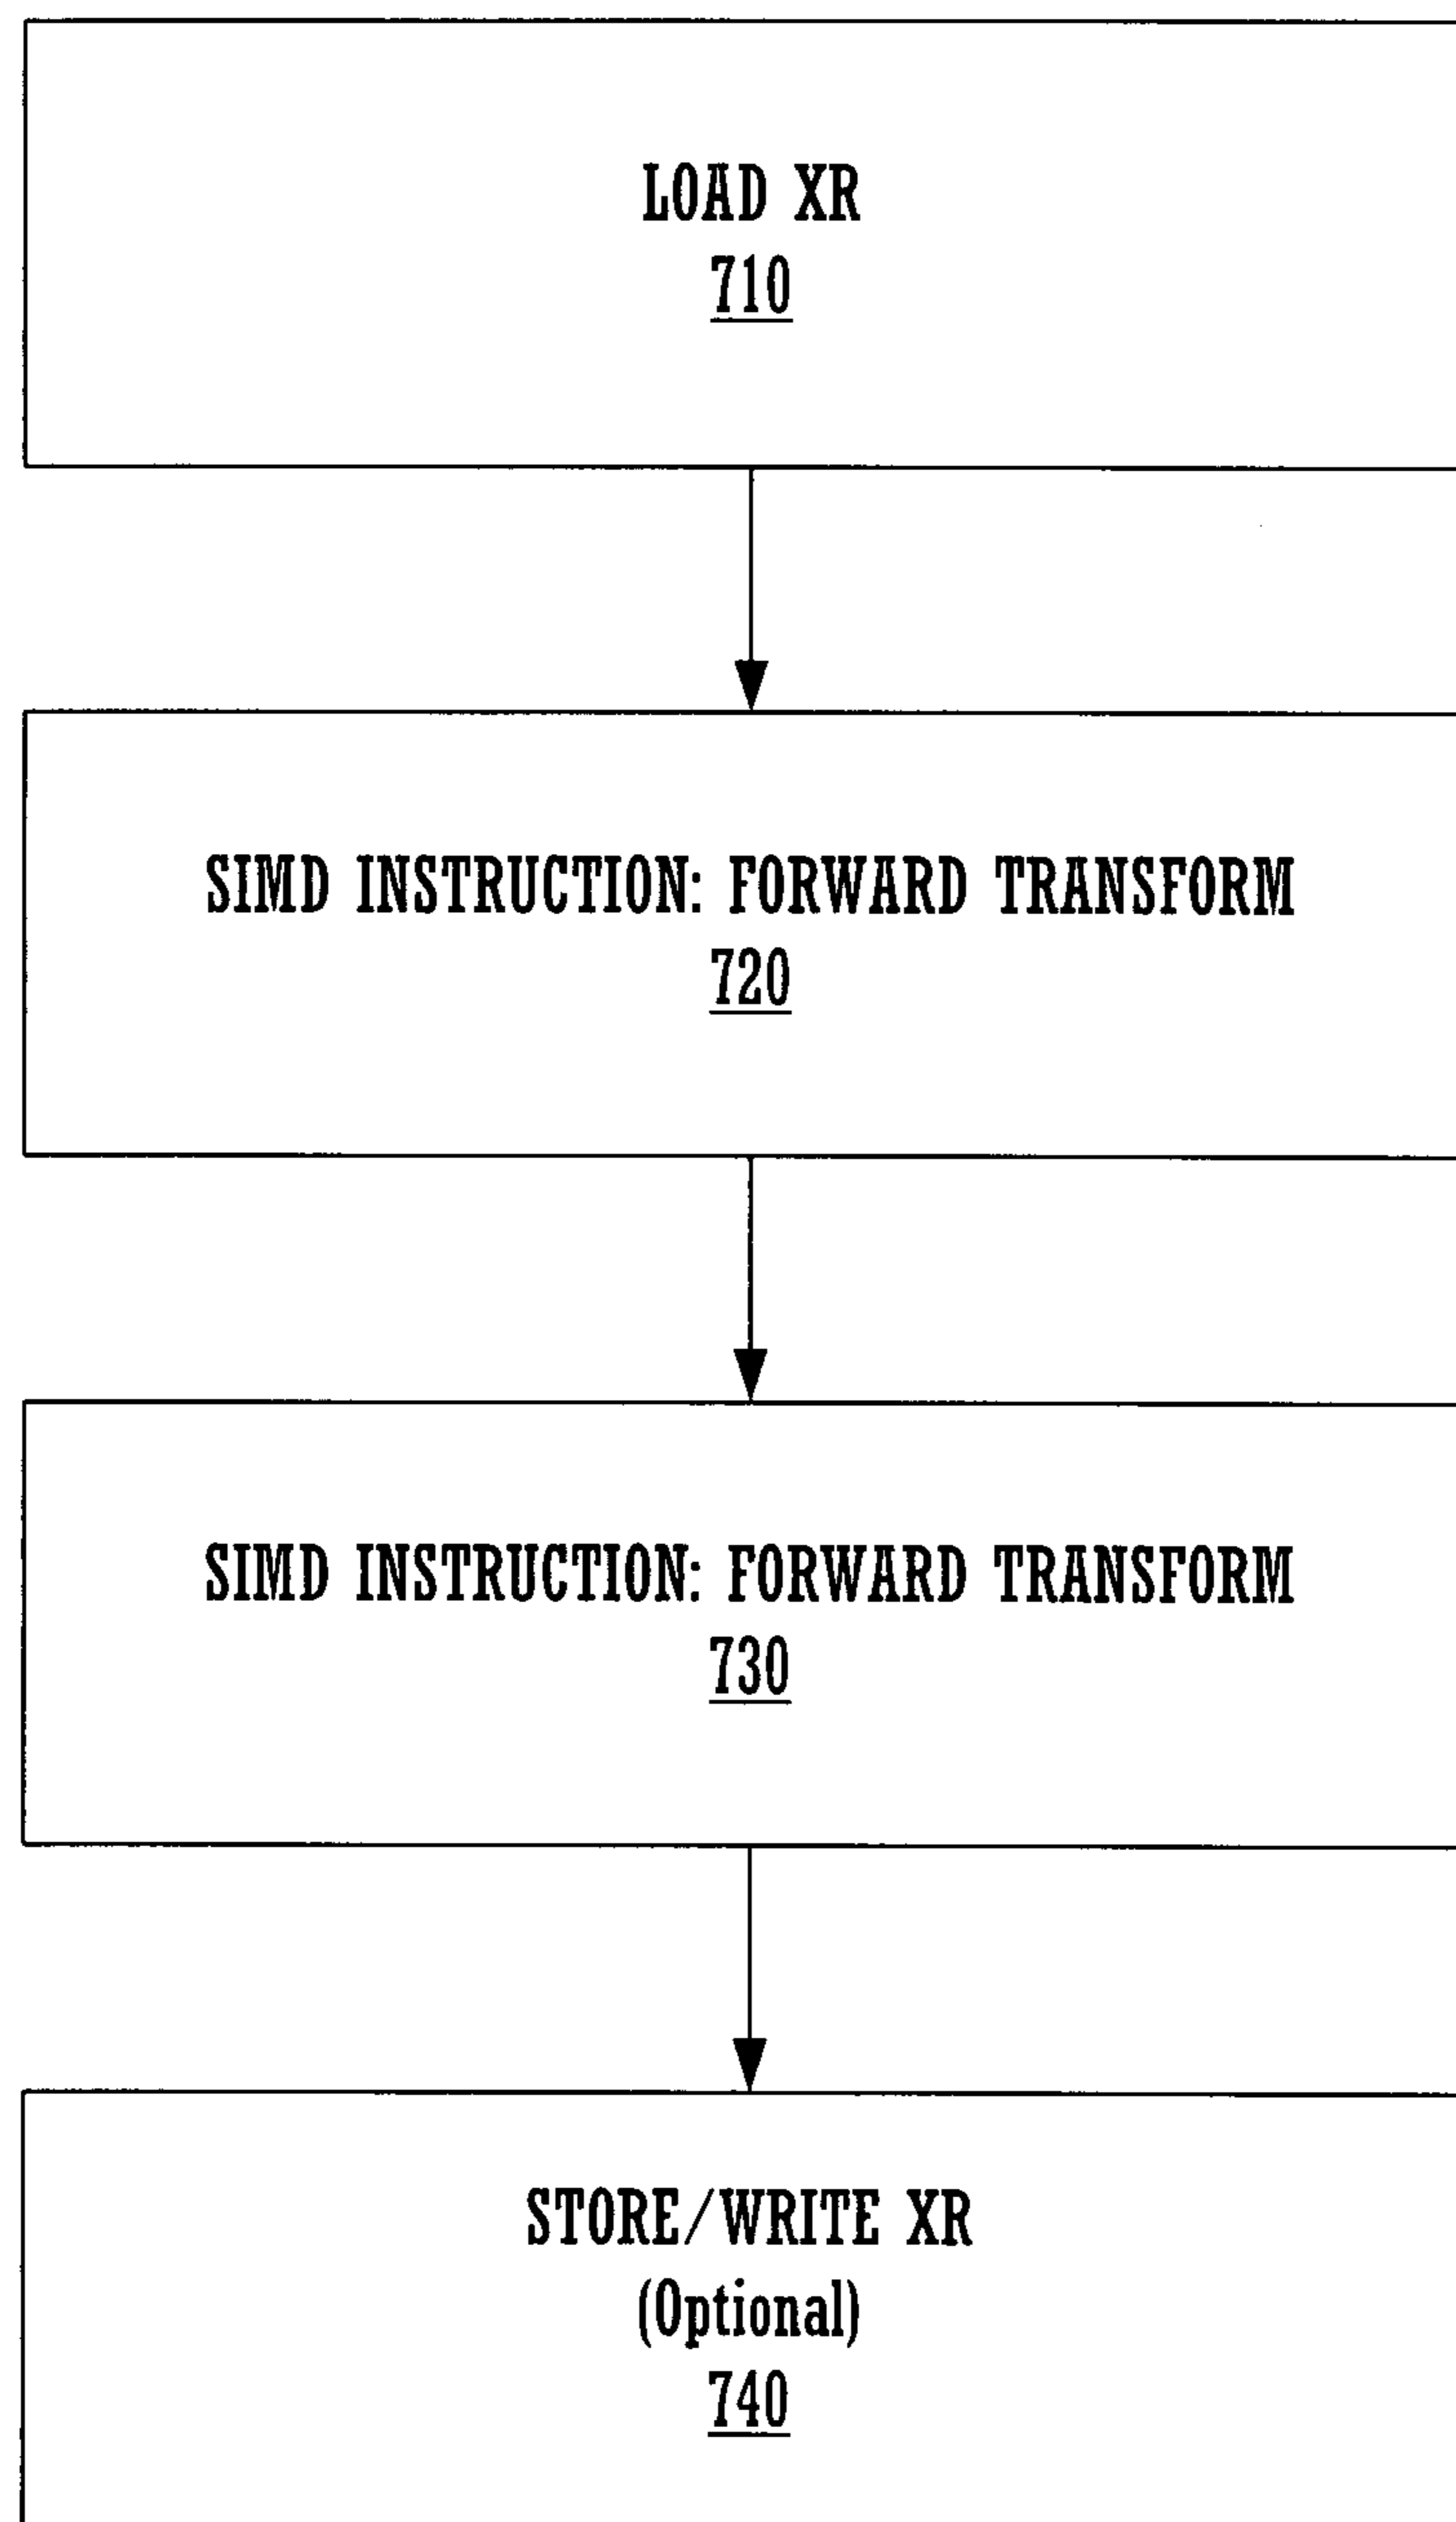 LOAD XR
710
SIMD INSTRUCTION: FORWARD TRANSFORM
720
SIMD INSTRUCTION: FORWARD TRANSFORM
730
STORE/WRITE XR
(Optional)
740